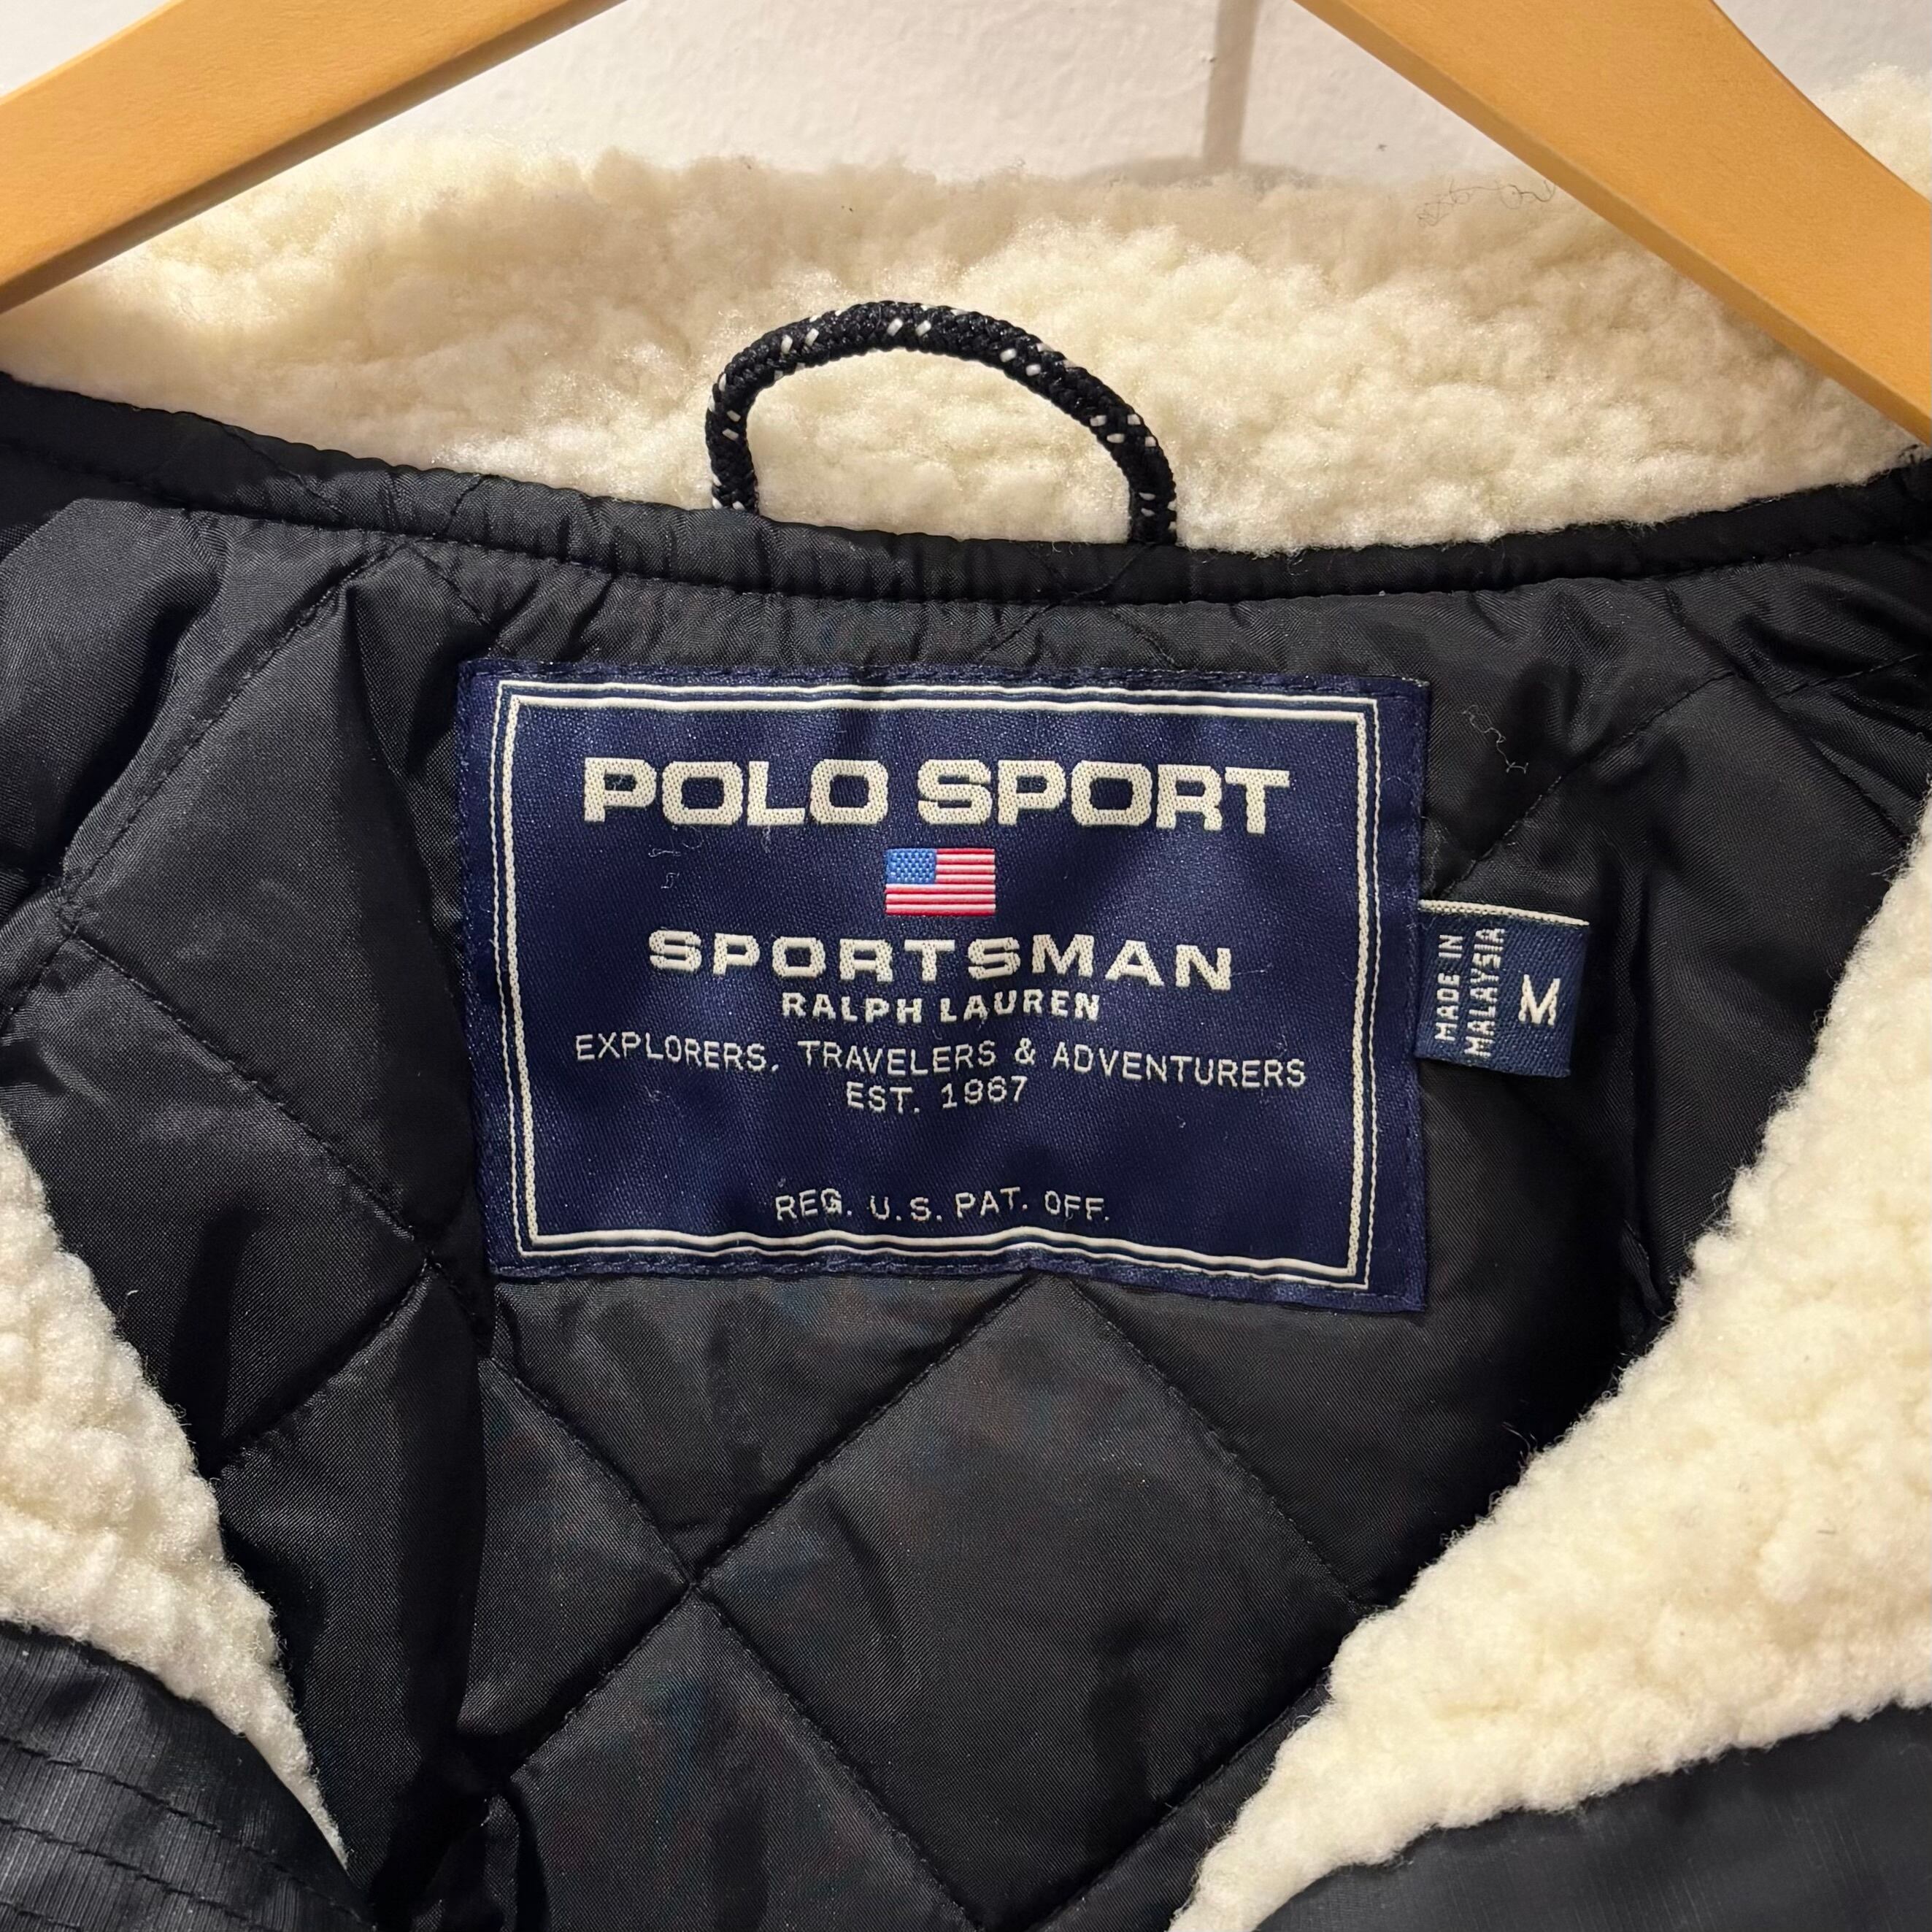 POLO SPORT
SPORTSMAN
RALPH LAUREN
EXPLORERS, TRAVELERS & ADVENTURERS
EST. 1967
REG. U.S. PAT. OFF.
MADE IN
MALAYSIA
M